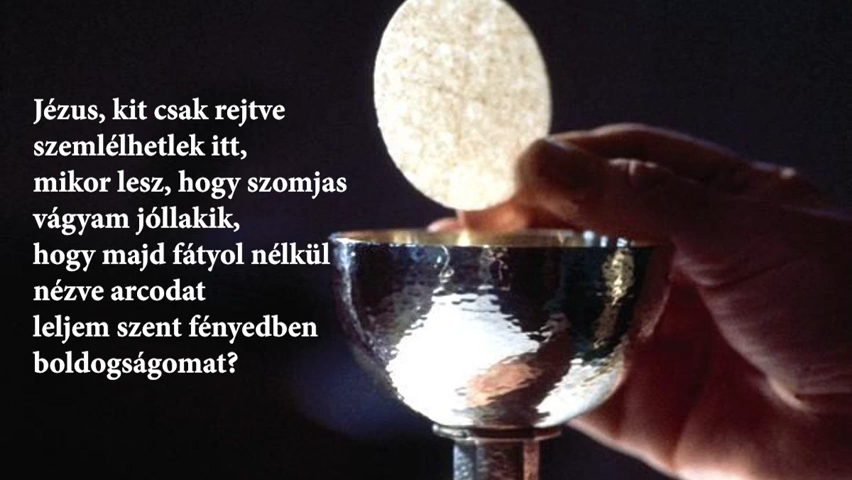 Jézus, kit csak rejtve
szemlélhetlek itt,
mikor lesz, hogy szomjas
vágyam jóllakik,
hogy majd fátyol nélkül
nézve arcodat
leljem szent fényedben
boldogságomat?